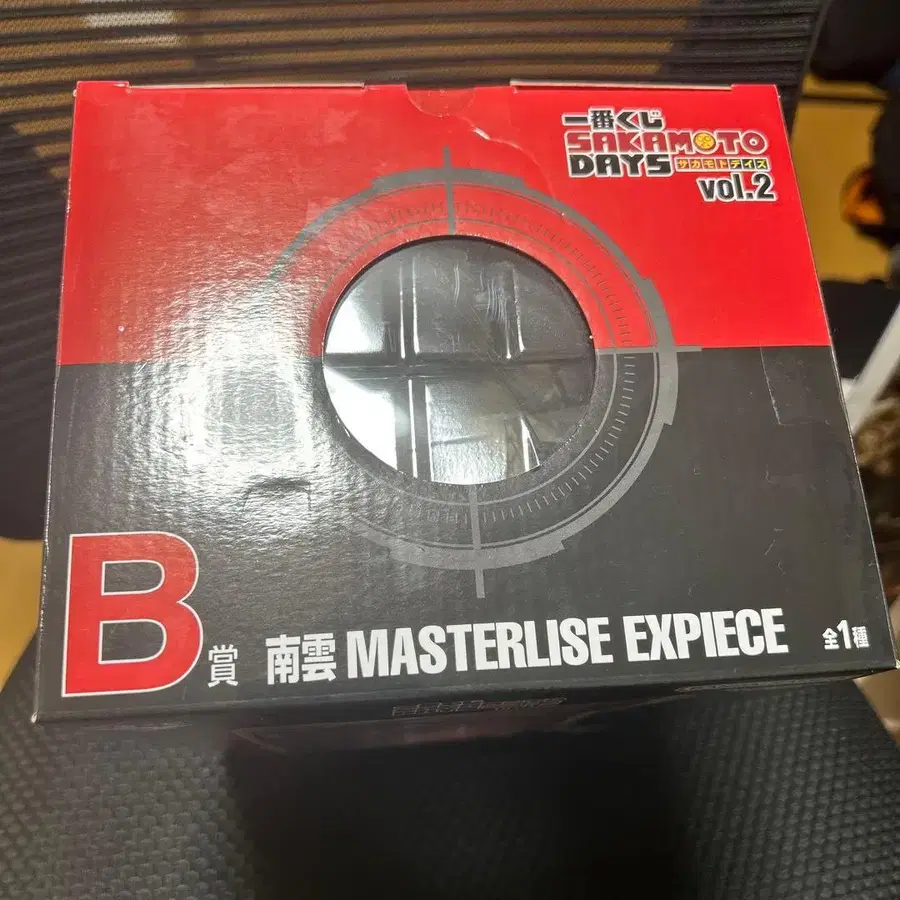 一番くじ
SAKAMOTO
DAYS サカモトデイズ
vol.2
B賞 南雲 MASTERLISE EXPIECE 全1種